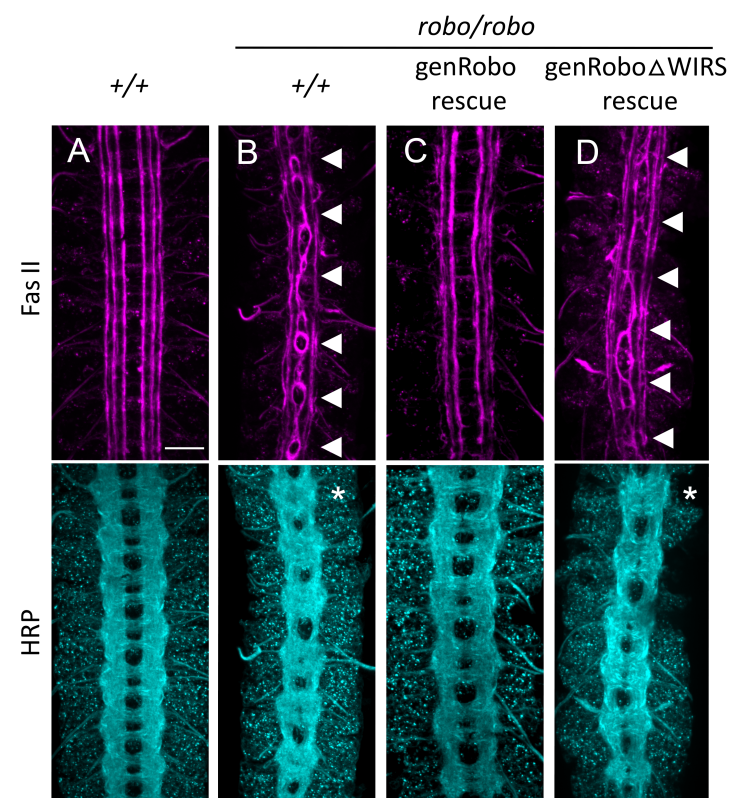 robo/robo
+/+
+/+
genRobo
rescue
genRobo△WIRS
rescue
A
B
C
D
Fas II
*
*
HRP